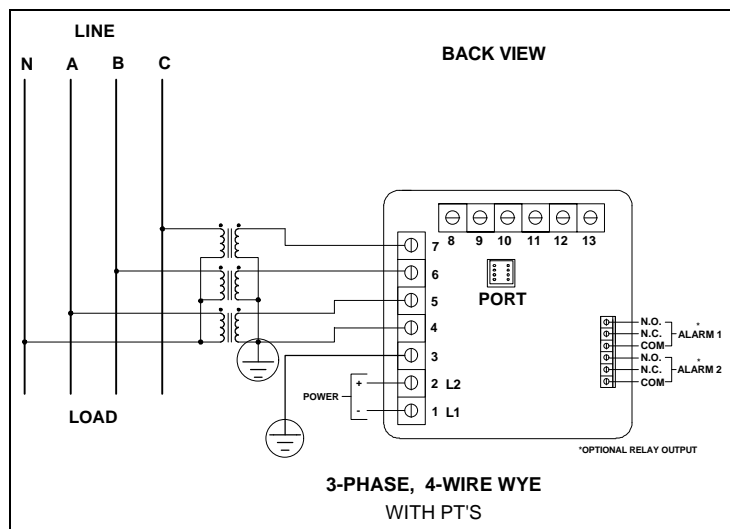 LINE
N A B C
BACK VIEW
8 9 10 11 12 13
7
6
5
4
3
2 L2
1 L1
PORT
POWER
+
-
N.O.
N.C.
COM
* ALARM 1
N.O.
N.C.
COM
* ALARM 2
LOAD
*OPTIONAL RELAY OUTPUT
3-PHASE, 4-WIRE WYE
WITH PT'S